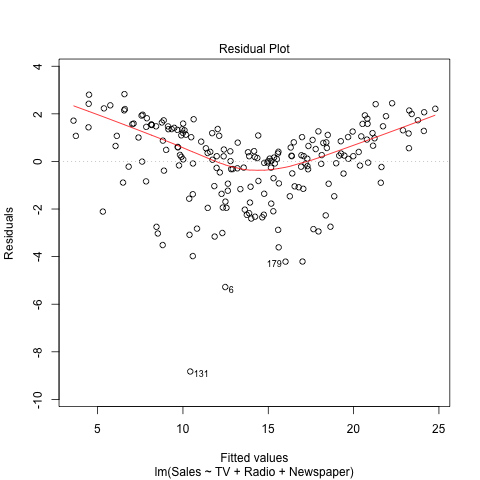 Residual Plot
4
2
0
-2
-4
-6
-8
-10
Residuals
179
6
131
5 10 15 20 25
Fitted values
lm(Sales ~ TV + Radio + Newspaper)